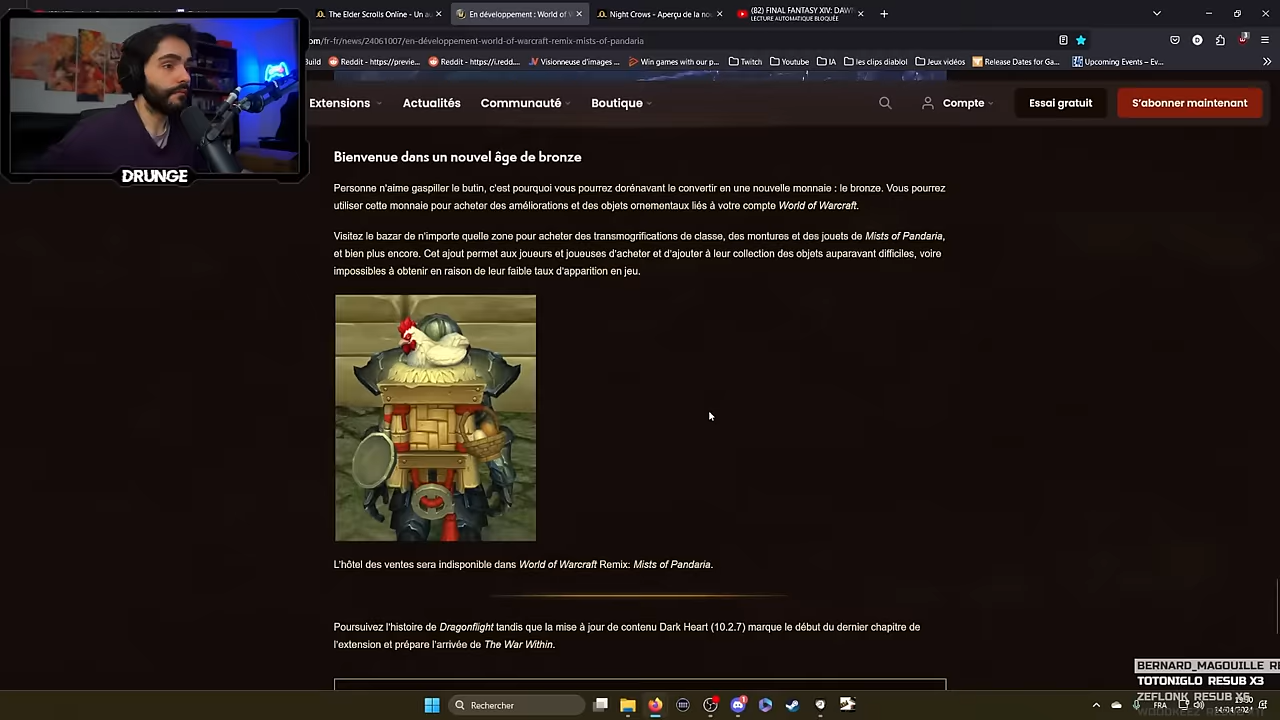 The Elder Scrolls Online - Un au
En développement : World of W
Night Crows - Aperçu de la no
(82) FINAL FANTASY XIV: DAW
LECTURE AUTOMATIQUE BLOQUÉE
om/fr-fr/news/24061007/en-développement-world-of-warcraft-remix-mists-of-pandaria
Build
Reddit - https://previe...
Reddit - https://i.redd...
Visionneuse d'images ...
Win games with our p...
Twitch
Youtube
IA
les clips diablol
Jeux vidéos
Release Dates for Ga...
Upcoming Events – Ev...
Extensions
Actualités
Communauté
Boutique
Compte
Essai gratuit
S'abonner maintenant
DRUNGE
Bienvenue dans un nouvel âge de bronze
Personne n'aime gaspiller le butin, c'est pourquoi vous pourrez dorénavant le convertir en une nouvelle monnaie : le bronze. Vous pourrez
utiliser cette monnaie pour acheter des améliorations et des objets ornementaux liés à votre compte World of Warcraft.
Visitez le bazar de n'importe quelle zone pour acheter des transmogrifications de classe, des montures et des jouets de Mists of Pandaria,
et bien plus encore. Cet ajout permet aux joueurs et joueuses d'acheter et d'ajouter à leur collection des objets auparavant difficiles, voire
impossibles à obtenir en raison de leur faible taux d'apparition en jeu.
L'hôtel des ventes sera indisponible dans World of Warcraft Remix: Mists of Pandaria.
Poursuivez l'histoire de Dragonflight tandis que la mise à jour de contenu Dark Heart (10.2.7) marque le début du dernier chapitre de
l'extension et prépare l'arrivée de The War Within.
BERNARD_MAGOUILLE RE
TOTONIGLO RESUB X3
ZEFLONK RESUB X6
Rechercher
FRA
14/04/2024